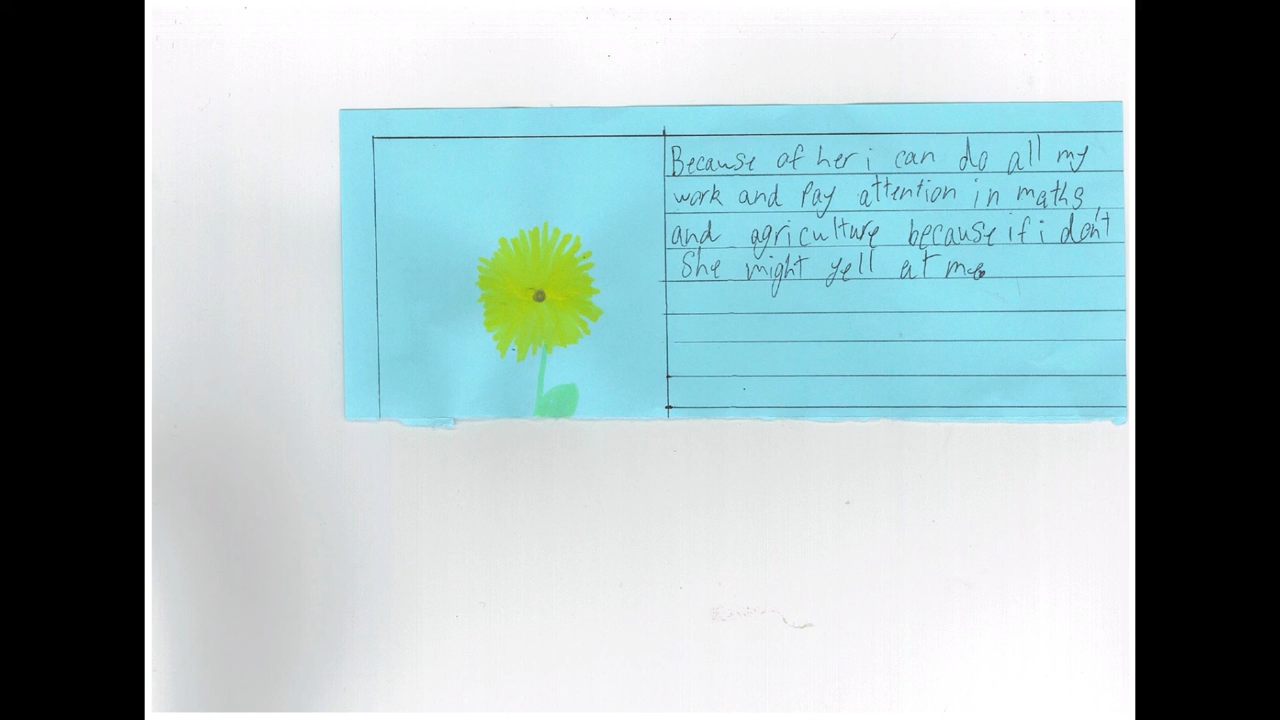 Because of her i can do all my
work and Pay attention in maths
and agriculture because if i don't
She might yell at me